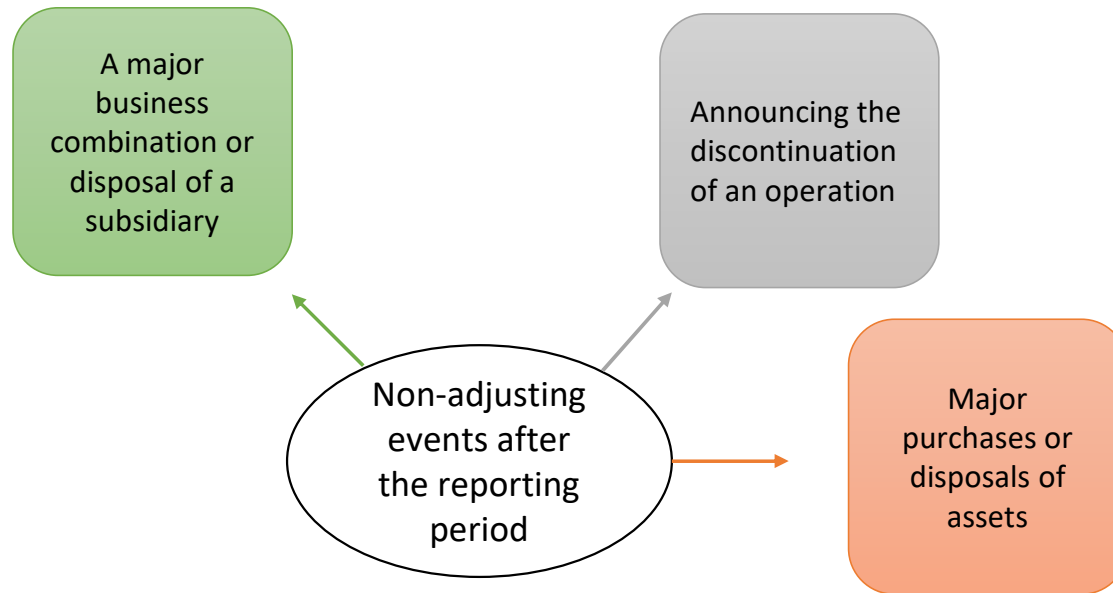 A major
business
combination or
disposal of a
subsidiary
Announcing the
discontinuation
of an operation
Non-adjusting
events after
the reporting
period
Major
purchases or
disposals of
assets